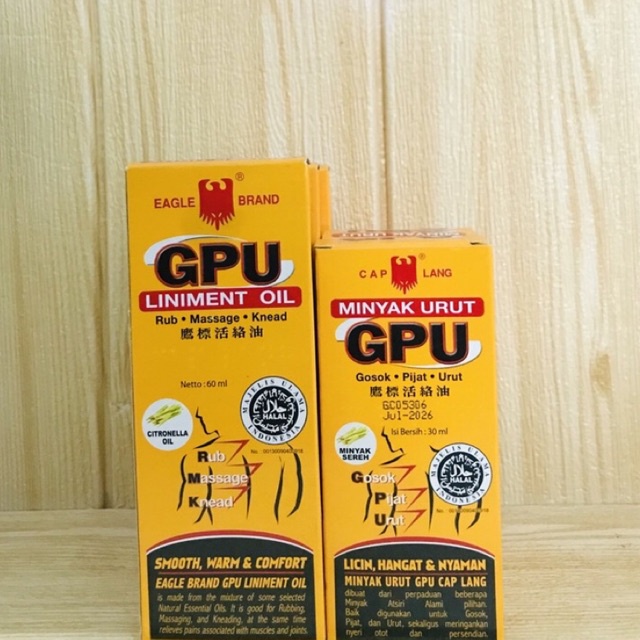 EAGLE BRAND
®
GPU
LINIMENT OIL
Rub • Massage • Knead
鷹標活絡油
Netto : 60 ml
MAJELIS ULAMA INDONESIA
HALAL
CITRONELLA
OIL
Rub
Massage
Knead
SMOOTH, WARM & COMFORT
EAGLE BRAND GPU LINIMENT OIL
is made from the mixture of some selected
Natural Essential Oils. It is good for Rubbing,
Massaging, and Kneading, at the same time
relieves pains associated with muscles and joints.
CAP LANG
®
MINYAK URUT
GPU
Gosok • Pijat • Urut
鷹標活絡油
GC05306
Jul-2026
Isi Bersih : 30 ml
MAJELIS ULAMA INDONESIA
HALAL
MINYAK
SEREH
Gosok
Pijat
Urut
LICIN, HANGAT & NYAMAN
MINYAK URUT GPU CAP LANG
dibuat dari perpaduan beberapa
Minyak Atsiri Alami pilihan.
Baik digunakan untuk Gosok,
Pijat, dan Urut, sekaligus meringankan
nyeri otot dan persendian